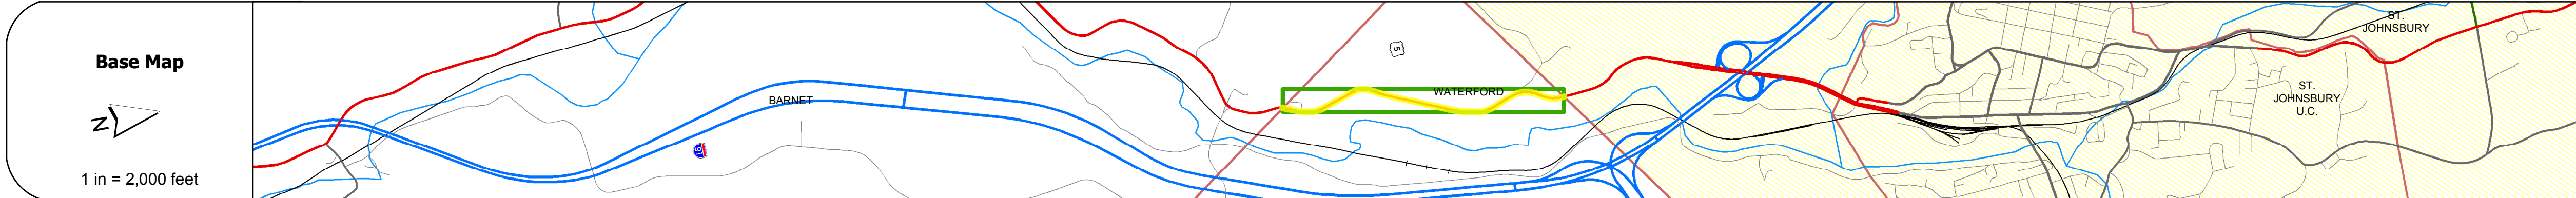 Base Map
N
1 in = 2,000 feet
BARNET
91
5
WATERFORD
ST.
JOHNSBURY
ST.
JOHNSBURY
U.C.